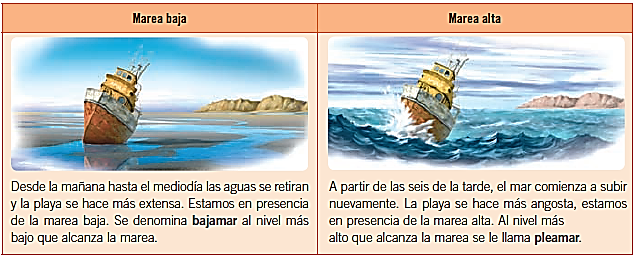 Marea baja
Marea alta
Desde la mañana hasta el mediodía las aguas se retiran
y la playa se hace más extensa. Estamos en presencia
de la marea baja. Se denomina bajamar al nivel más
bajo que alcanza la marea.
A partir de las seis de la tarde, el mar comienza a subir
nuevamente. La playa se hace más angosta, estamos
en presencia de la marea alta. Al nivel más
alto que alcanza la marea se le llama pleamar.